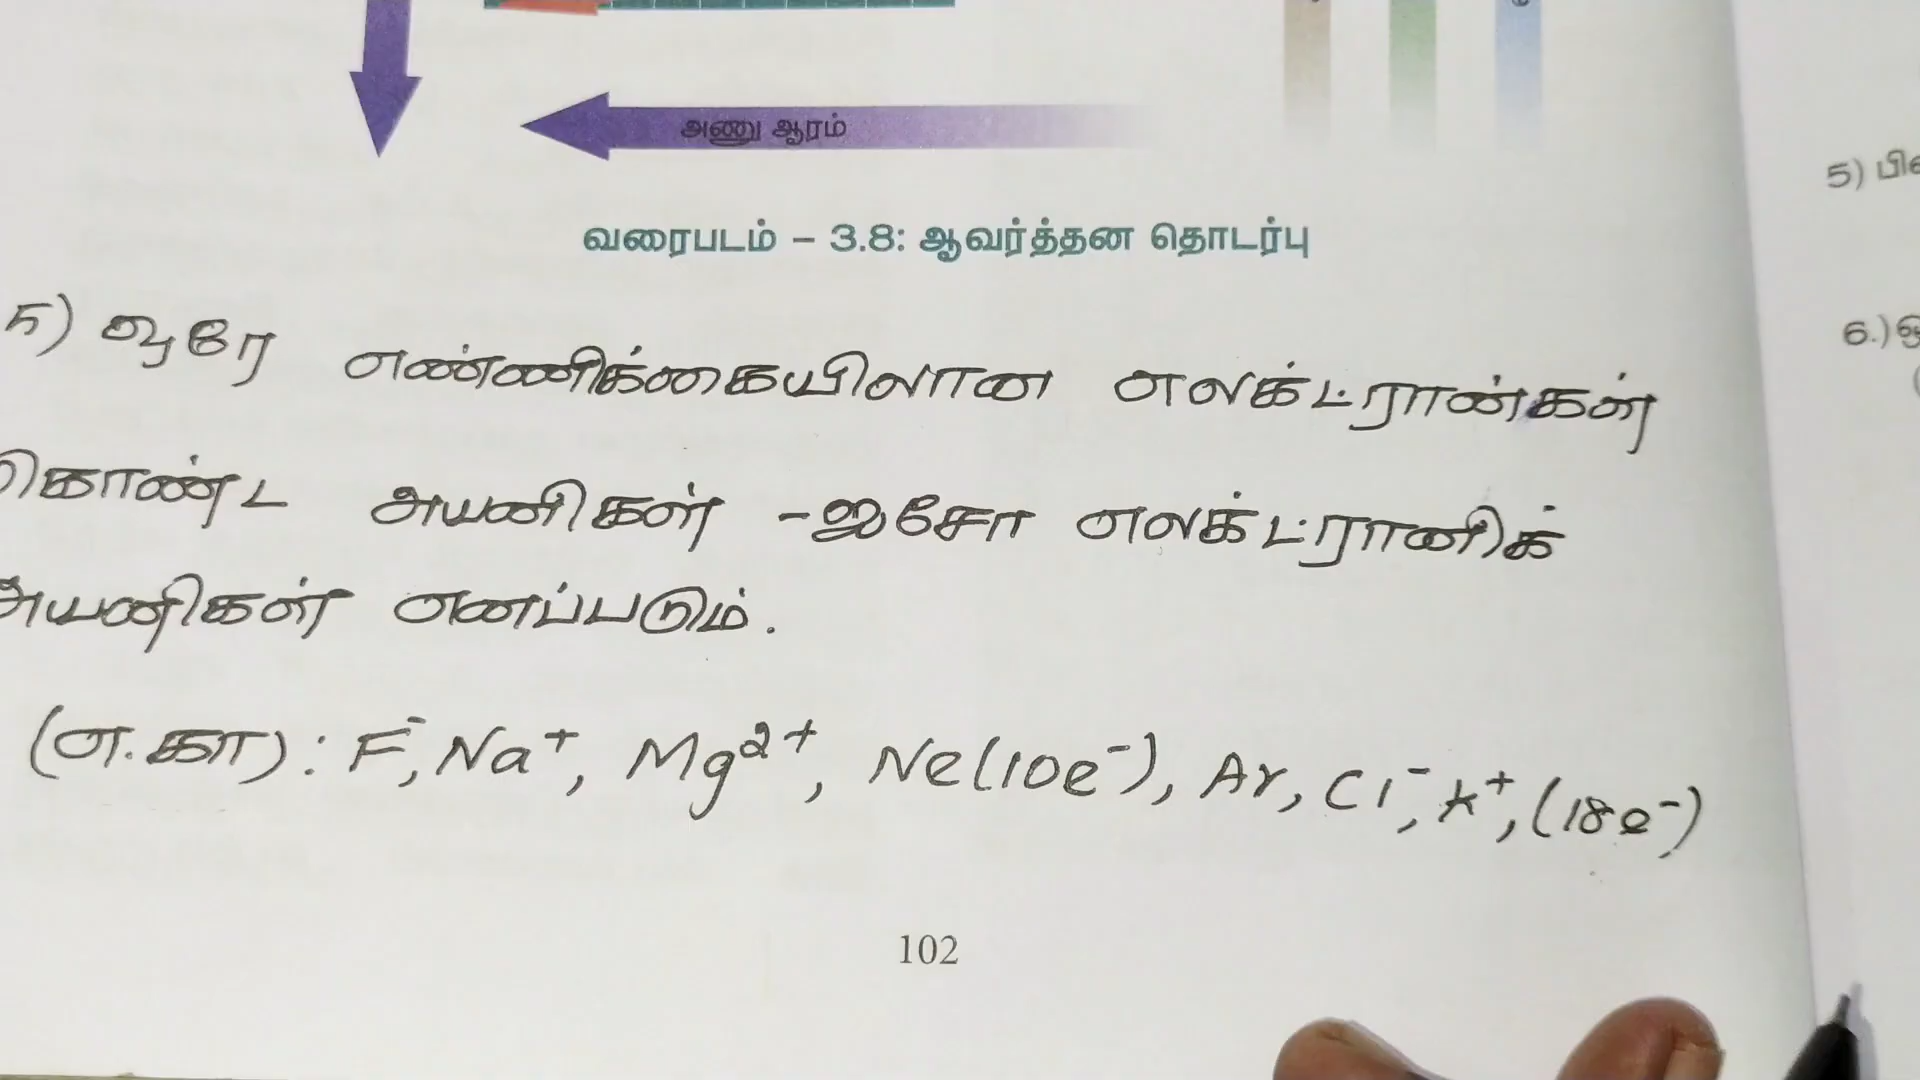 அணு ஆரம்
வரைபடம் – 3.8: ஆவர்த்தன தொடர்பு
5) ஒரே எண்ணிக்கையிலான எலக்ட்ரான்கள்
கொண்ட அயனிகள் - ஐசோ எலக்ட்ரானிக்
அயனிகள் எனப்படும்.
(எ.கா) : F⁻, Na⁺, Mg²⁺, Ne(10e⁻), Ar, Cl⁻, K⁺, (18e⁻)
102
5)
6.)